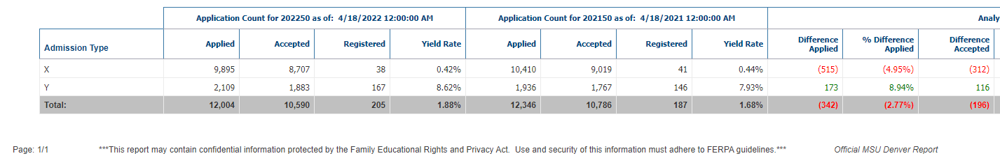 Application Count for 202250 as of: 4/18/2022 12:00:00 AM Application Count for 202150 as of: 4/18/2021 12:00:00 AM Analy
Admission Type Applied Accepted Registered Yield Rate Applied Accepted Registered Yield Rate Difference Applied % Difference Applied Difference Accepted
X 9,895 8,707 38 0.42% 10,410 9,019 41 0.44% (515) (4.95%) (312)
Y 2,109 1,883 167 8.62% 1,936 1,767 146 7.93% 173 8.94% 116
Total: 12,004 10,590 205 1.88% 12,346 10,786 187 1.68% (342) (2.77%) (196)
Page: 1/1 ***This report may contain confidential information protected by the Family Educational Rights and Privacy Act. Use and security of this information must adhere to FERPA guidelines.*** Official MSU Denver Report